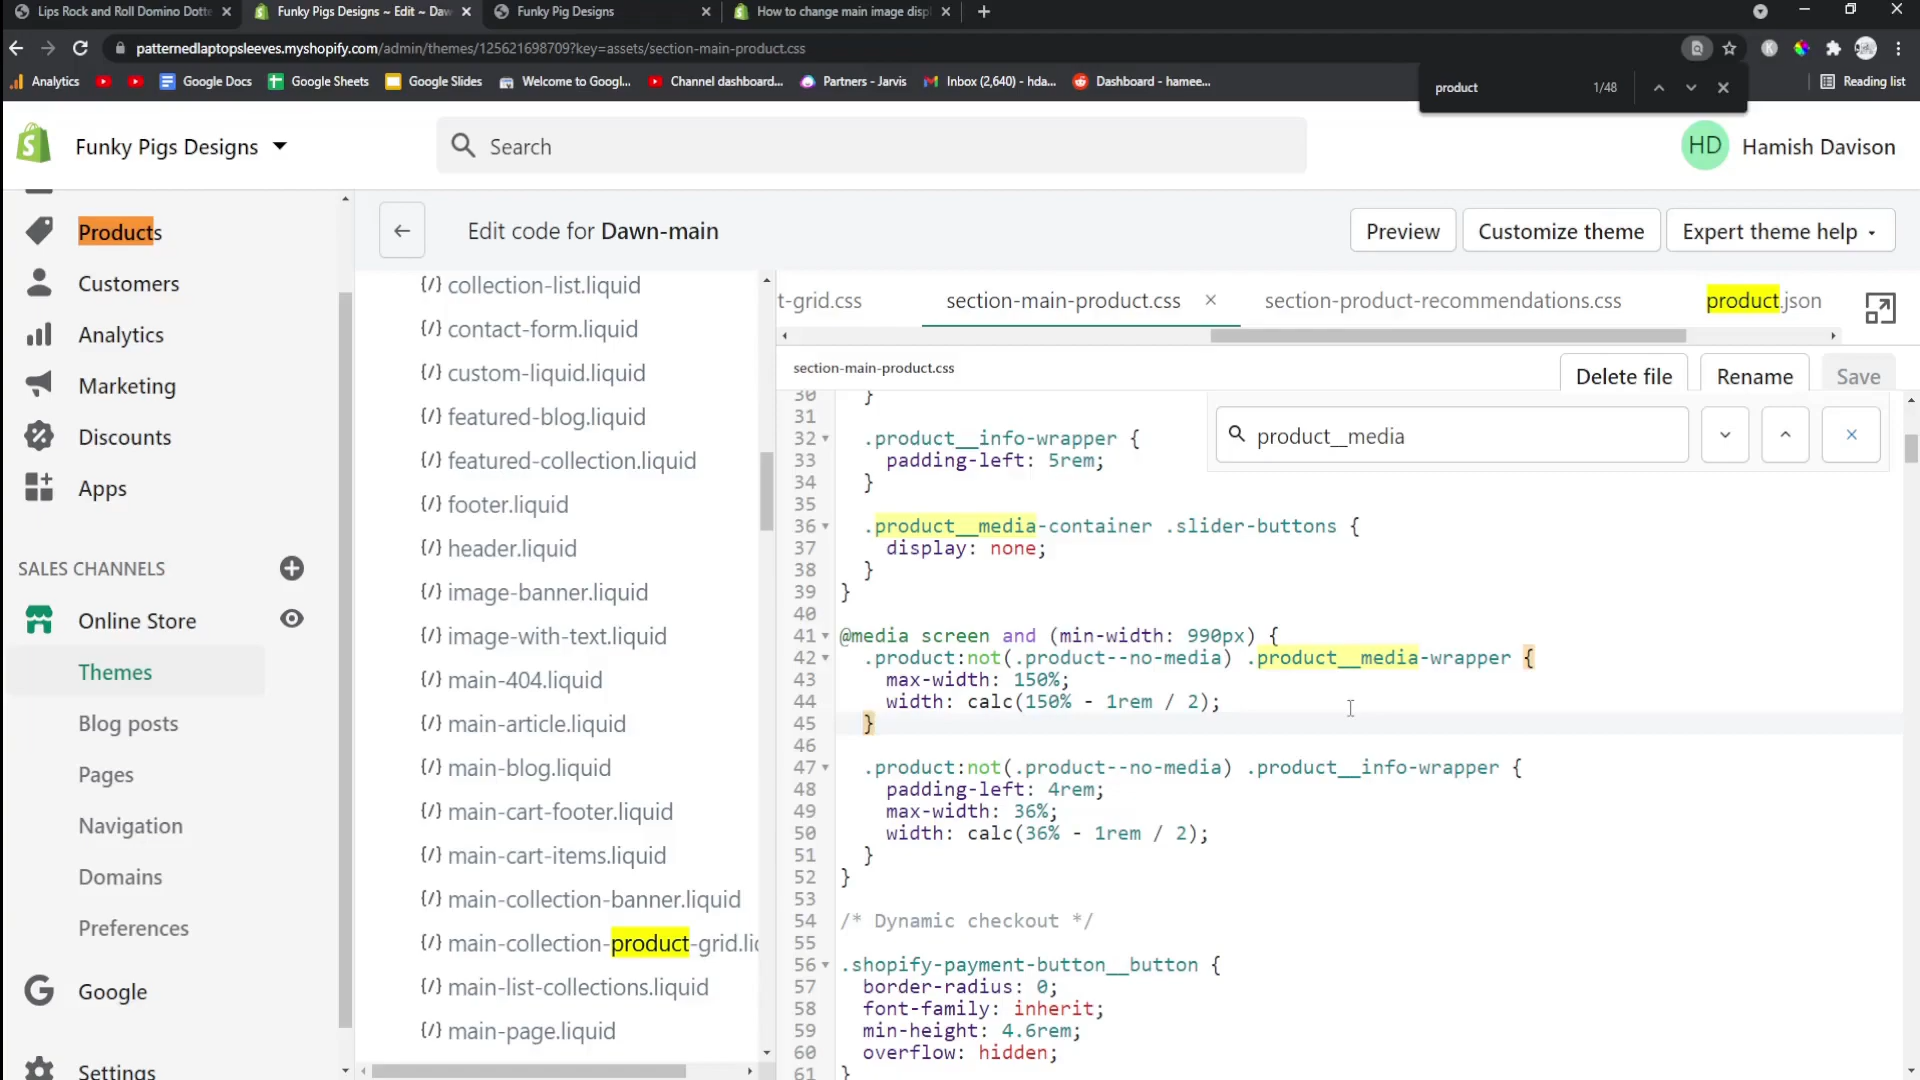 Lips Rock and Roll Domino Dotte
Funky Pigs Designs ~ Edit ~ Daw
Funky Pig Designs
How to change main image disp
patternedlaptopsleeves.myshopify.com/admin/themes/125621698709?key=assets/section-main-product.css
Analytics
Google Docs
Google Sheets
Google Slides
Welcome to Googl...
Channel dashboard...
Partners - Jarvis
Inbox (2,640) - hda...
Dashboard - hamee...
Reading list
product
1/48
Funky Pigs Designs
Search
HD
Hamish Davison
Products
Customers
Analytics
Marketing
Discounts
Apps
SALES CHANNELS
Online Store
Themes
Blog posts
Pages
Navigation
Domains
Preferences
Google
Settings
Edit code for Dawn-main
Preview
Customize theme
Expert theme help
{/} collection-list.liquid
{/} contact-form.liquid
{/} custom-liquid.liquid
{/} featured-blog.liquid
{/} featured-collection.liquid
{/} footer.liquid
{/} header.liquid
{/} image-banner.liquid
{/} image-with-text.liquid
{/} main-404.liquid
{/} main-article.liquid
{/} main-blog.liquid
{/} main-cart-footer.liquid
{/} main-cart-items.liquid
{/} main-collection-banner.liquid
{/} main-collection-product-grid.lic
{/} main-list-collections.liquid
{/} main-page.liquid
t-grid.css
section-main-product.css
section-product-recommendations.css
product.json
section-main-product.css
Delete file
Rename
Save
product__media
30 }
31
32 .product__info-wrapper {
33 padding-left: 5rem;
34 }
35
36 .product__media-container .slider-buttons {
37 display: none;
38 }
39 }
40
41 @media screen and (min-width: 990px) {
42 .product:not(.product--no-media) .product__media-wrapper {
43 max-width: 150%;
44 width: calc(150% - 1rem / 2);
45 }
46
47 .product:not(.product--no-media) .product__info-wrapper {
48 padding-left: 4rem;
49 max-width: 36%;
50 width: calc(36% - 1rem / 2);
51 }
52 }
53
54 /* Dynamic checkout */
55
56 .shopify-payment-button__button {
57 border-radius: 0;
58 font-family: inherit;
59 min-height: 4.6rem;
60 overflow: hidden;
61 }